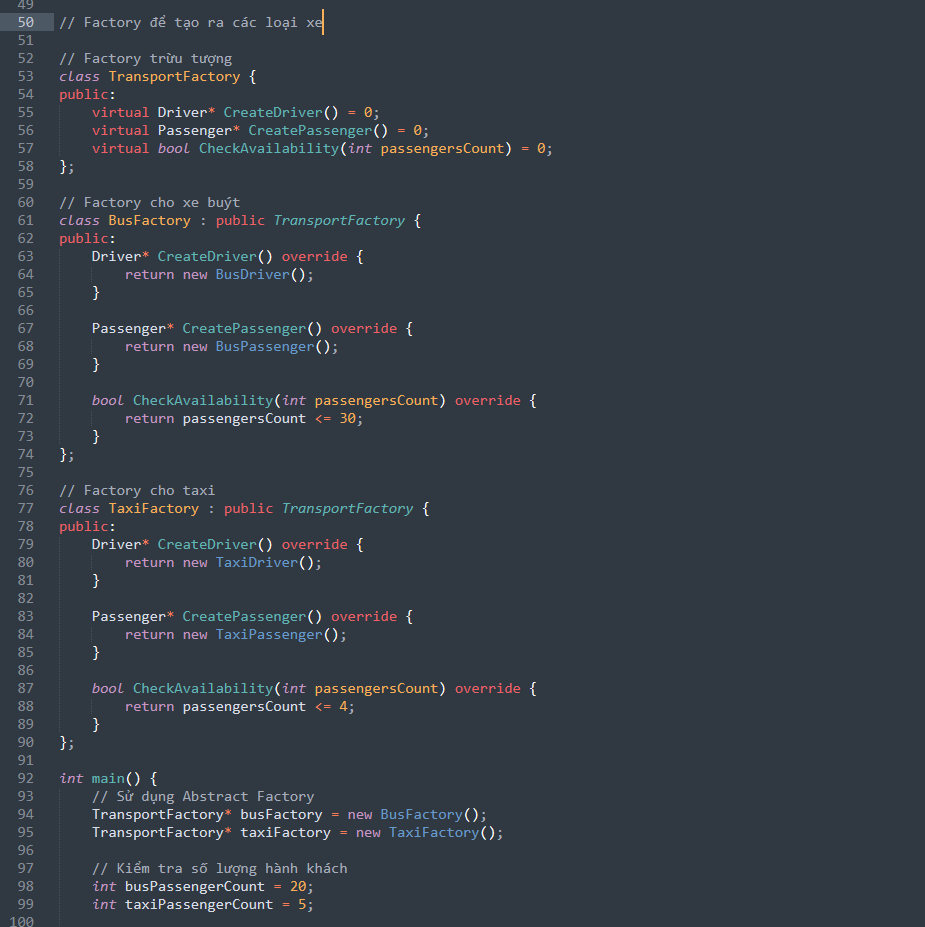 49
50 // Factory để tạo ra các loại xe
51
52 // Factory trừu tượng
53 class TransportFactory {
54 public:
55     virtual Driver* CreateDriver() = 0;
56     virtual Passenger* CreatePassenger() = 0;
57     virtual bool CheckAvailability(int passengersCount) = 0;
58 };
59
60 // Factory cho xe buýt
61 class BusFactory : public TransportFactory {
62 public:
63     Driver* CreateDriver() override {
64         return new BusDriver();
65     }
66
67     Passenger* CreatePassenger() override {
68         return new BusPassenger();
69     }
70
71     bool CheckAvailability(int passengersCount) override {
72         return passengersCount <= 30;
73     }
74 };
75
76 // Factory cho taxi
77 class TaxiFactory : public TransportFactory {
78 public:
79     Driver* CreateDriver() override {
80         return new TaxiDriver();
81     }
82
83     Passenger* CreatePassenger() override {
84         return new TaxiPassenger();
85     }
86
87     bool CheckAvailability(int passengersCount) override {
88         return passengersCount <= 4;
89     }
90 };
91
92 int main() {
93     // Sử dụng Abstract Factory
94     TransportFactory* busFactory = new BusFactory();
95     TransportFactory* taxiFactory = new TaxiFactory();
96
97     // Kiểm tra số lượng hành khách
98     int busPassengerCount = 20;
99     int taxiPassengerCount = 5;
100